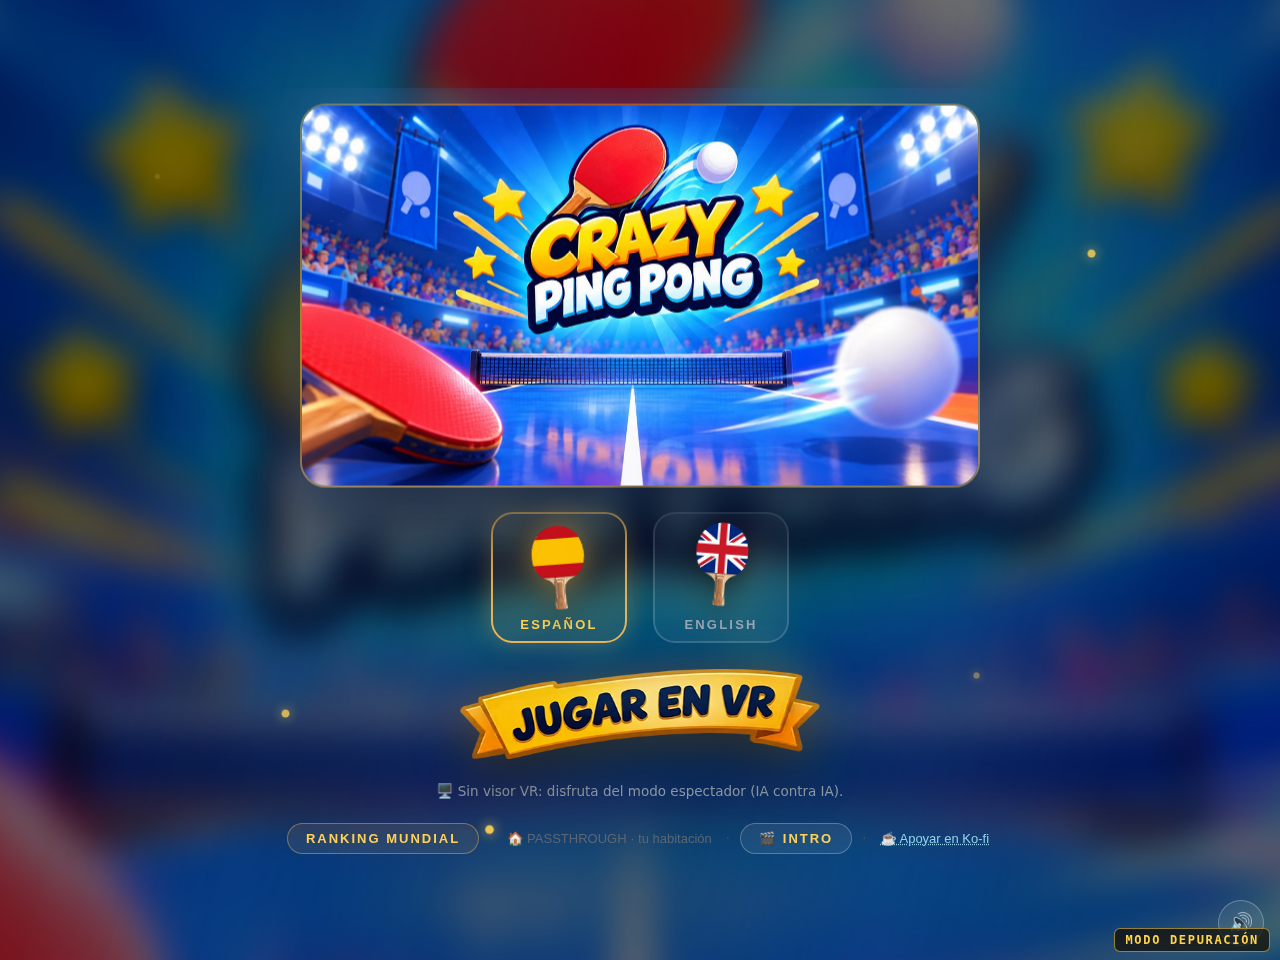 CRAZY
PING PONG
ESPAÑOL
ENGLISH
JUGAR EN VR
🖥️ Sin visor VR: disfruta del modo espectador (IA contra IA).
RANKING MUNDIAL
🏠 PASSTHROUGH · tu habitación
·
🎬 INTRO
·
☕ Apoyar en Ko-fi
MODO DEPURACIÓN